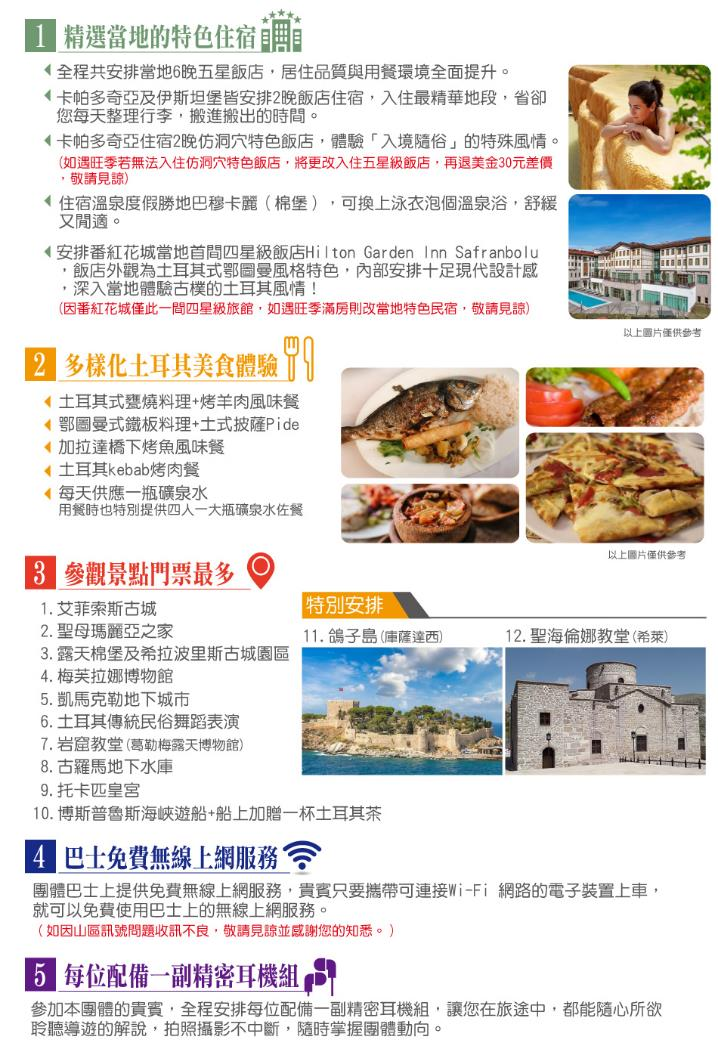 1 精選當地的特色住宿
全程共安排當地6晚五星飯店，居住品質與用餐環境全面提升。
卡帕多奇亞及伊斯坦堡皆安排2晚飯店住宿，入住最精華地段，省卻
您每天整理行李，搬進搬出的時間。
卡帕多奇亞住宿2晚仿洞穴特色飯店，體驗「入境隨俗」的特殊風情。
(如遇旺季若無法入住仿洞穴特色飯店，將更改入住五星級飯店，再退美金30元差價
，敬請見諒)
住宿溫泉度假勝地巴穆卡麗（棉堡），可換上泳衣泡個溫泉浴，舒緩
又閒適。
安排番紅花城當地首間四星級飯店Hilton Garden Inn Safranbolu
，飯店外觀為土耳其式鄂圖曼風格特色，內部安排十足現代設計感
，深入當地體驗古樸的土耳其風情！
(因番紅花城僅此一間四星級旅館，如遇旺季滿房則改當地特色民宿，敬請見諒)
以上圖片僅供參考
2 多樣化土耳其美食體驗
土耳其式甕燒料理+烤羊肉風味餐
鄂圖曼式鐵板料理+土式披薩Pide
加拉達橋下烤魚風味餐
土耳其kebab烤肉餐
每天供應一瓶礦泉水
用餐時也特別提供四人一大瓶礦泉水佐餐
以上圖片僅供參考
3 參觀景點門票最多
1. 艾菲索斯古城
2. 聖母瑪麗亞之家
3. 露天棉堡及希拉波里斯古城園區
4. 梅芙拉娜博物館
5. 凱馬克勒地下城市
6. 土耳其傳統民俗舞蹈表演
7. 岩窟教堂(葛勒梅露天博物館)
8. 古羅馬地下水庫
9. 托卡匹皇宮
10. 博斯普魯斯海峽遊船+船上加贈一杯土耳其茶
特別安排
11. 鴿子島(庫薩達西)
12. 聖海倫娜教堂(希萊)
4 巴士免費無線上網服務
團體巴士上提供免費無線上網服務，貴賓只要攜帶可連接Wi-Fi 網路的電子裝置上車，
就可以免費使用巴士上的無線上網服務。
（如因山區訊號問題收訊不良，敬請見諒並感謝您的知悉。）
5 每位配備一副精密耳機組
參加本團體的貴賓，全程安排每位配備一副精密耳機組，讓您在旅途中，都能隨心所欲
聆聽導遊的解說，拍照攝影不中斷，隨時掌握團體動向。